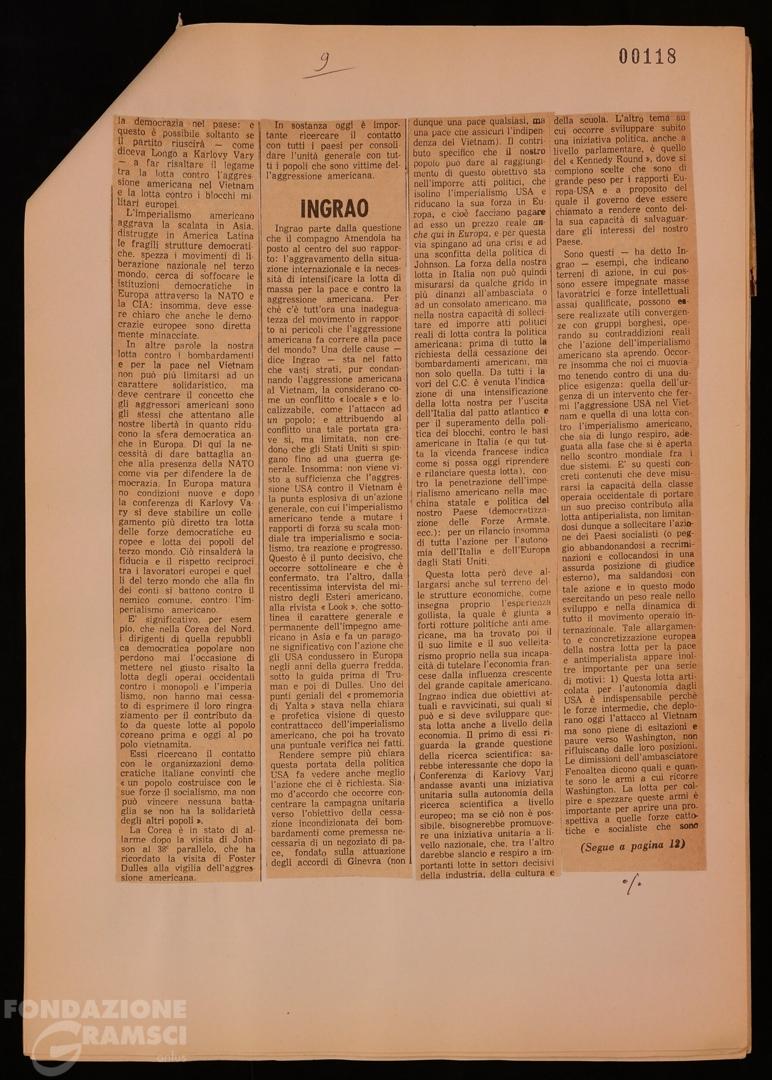 9
00118
la democrazia nel paese: e
questo è possibile soltanto se
il partito riuscirà — come
diceva Longo a Karlovy Vary
— a far risaltare il legame
tra la lotta contro l'aggres
sione americana nel Vietnam
e la lotta contro i blocchi mi
litari europei.
L'imperialismo americano
aggrava la scalata in Asia,
distrugge in America Latina
le fragili strutture democrati-
che, spezza i movimenti di li-
berazione nazionale nel terzo
mondo, cerca di soffocare le
istituzioni democratiche in
Europa attraverso la NATO e
la CIA: insomma, deve esse
re chiaro che anche le demo
crazie europee sono diretta
mente minacciate.
In altre parole la nostra
lotta contro i bombardamenti
e per la pace nel Vietnam
non può più limitarsi ad un
carattere solidaristico, ma
deve centrare il concetto che
gli aggressori americani sono
gli stessi che attentano alle
nostre libertà in quanto ridu-
cono la sfera democratica an-
che in Europa. Di qui la ne-
cessità di dare battaglia an-
che alla presenza della NATO
come via per difendere la de
mocrazia. In Europa matura
no condizioni nuove e dopo
la conferenza di Karlovy Va-
ry si deve stabilire un colle
gamento più diretto tra lotta
delle forze democratiche eu-
ropee e lotta dei popoli del
terzo mondo. Ciò rinsalderà la
fiducia e il rispetto reciproci
tra i lavoratori europei e quel
li del terzo mondo che alla fin
dei conti si battono contro il
nemico comune, contro l'im-
perialismo americano.
E' significativo, per esem
pio, che nella Corea del Nord,
i dirigenti di quella repubbli
ca democratica popolare non
perdono mai l'occasione di
mettere nel giusto risalto la
lotta degli operai occidentali
contro i monopoli e l'imperia
lismo, non hanno mai cessa-
to di esprimere il loro ringra
ziamento per il contributo da
to da queste lotte al popolo
coreano prima e oggi al po
polo vietnamita.
Essi ricercano il contatto
con le organizzazioni demo-
cratiche italiane convinti che
« un popolo costruisce con le
sue forze il socialismo, ma non
può vincere nessuna batta-
glia se non ha la solidarietà
degli altri popoli ».
La Corea è in stato di al-
larme dopo la visita di John-
son al 38º parallelo, che ha
ricordato la visita di Foster
Dulles alla vigilia dell'aggres
sione americana.
In sostanza oggi è impor-
tante ricercare il contatto
con tutti i paesi per consoli-
dare l'unità generale con tut-
ti i popoli che sono vittime del-
l'aggressione americana.
INGRAO
Ingrao parte dalla questione
che il compagno Amendola ha
posto al centro del suo rappor-
to: l'aggravamento della situa-
zione internazionale e la neces-
sità di intensificare la lotta di
massa per la pace e contro la
aggressione americana. Per-
chè c'è tutt'ora una inadegua-
tezza del movimento in rappor-
to ai pericoli che l'aggressione
americana fa correre alla pace
del mondo? Una delle cause —
dice Ingrao — sta nel fatto
che vasti strati, pur condan-
nando l'aggressione americana
al Vietnam, la considerano co-
me un conflitto « locale » e lo-
calizzabile, come l'attacco ad
un popolo; e attribuendo al
conflitto una tale portata gra-
ve si, ma limitata, non cre-
dono che gli Stati Uniti si spin-
gano fino ad una guerra ge-
nerale. Insomma: non viene vi-
sto a sufficienza che l'aggres-
sione USA contro il Vietnam è
la punta esplosiva di un'azione
generale, con cui l'imperialismo
americano tende a mutare i
rapporti di forza su scala mon-
diale tra imperialismo e socia-
lismo, tra reazione e progresso.
Questo è il punto decisivo, che
occorre sottolineare e che è
confermato, tra l'altro, dalla
recentissima intervista del mi-
nistro degli Esteri americano,
alla rivista « Look », che sotto-
linea il carattere generale e
permanente dell'impegno ame-
ricano in Asia e fa un parago-
ne significativo con l'azione che
gli USA condussero in Europa
negli anni della guerra fredda,
sotto la guida prima di Tru-
man e poi di Dulles. Uno dei
punti geniali del « promemoria
di Yalta » stava nella chiara
e profetica visione di questo
contrattacco dell'imperialismo
americano, che poi ha trovato
una puntuale verifica nei fatti.
Rendere sempre più chiara
questa portata della politica
USA fa vedere anche meglio
l'azione che ci è richiesta. Sia-
mo d'accordo che occorre con-
centrare la campagna unitaria
verso l'obiettivo della cessa-
zione incondizionata dei bom-
bardamenti come premessa ne-
cessaria di un negoziato di pa-
ce, fondato sulla attuazione
degli accordi di Ginevra (non
dunque una pace qualsiasi, ma
una pace che assicuri l'indipen-
denza del Vietnam). Il contri-
buto specifico che il nostro
popolo può dare al raggiungi-
mento di questo obiettivo sta
nell'imporre atti politici, che
isolino l'imperialismo USA e
riducano la sua forza in Eu-
ropa, e cioè facciano pagare
ad esso un prezzo reale an-
che qui in Europa, e per questa
via spingano ad una crisi e ad
una sconfitta della politica di
Johnson. La forza della nostra
lotta in Italia non può quindi
misurarsi da qualche grido in
più dinanzi all'ambasciata o
ad un consolato americano, ma
nella nostra capacità di solleci-
tare ed imporre atti politici
reali di lotta contro la politica
americana: prima di tutto la
richiesta della cessazione dei
bombardamenti americani, ma
non solo quella. Da tutti i la
vori del C.C. è venuta l'indica-
zione di una intensificazione
della lotta nostra per l'uscita
dell'Italia dal patto atlantico e
per il superamento della poli-
tica dei blocchi, contro le basi
americane in Italia (e qui tut-
ta la vicenda francese indica
come si possa oggi riprendere
e rilanciare questa lotta), con-
tro la penetrazione dell'impe-
rialismo americano nella mac-
china statale e politica del
nostro Paese (democratizza-
zione delle Forze Armate,
ecc.): per un rilancio insomma
di tutta l'azione per l'autono-
mia dell'Italia e dell'Europa
dagli Stati Uniti.
Questa lotta però deve al-
largarsi anche sul terreno del-
le strutture economiche, come
insegna proprio l'esperienza
gollista, la quale è giunta a
forti rotture politiche anti ame-
ricane, ma ha trovato poi il
il suo limite e il suo velleita-
rismo proprio nella sua incapa-
cità di tutelare l'economia fran-
cese dalla influenza crescente
del grande capitale americano.
Ingrao indica due obiettivi at-
tuali e ravvicinati, sui quali si
può e si deve sviluppare que-
sta lotta anche a livello della
economia. Il primo di essi ri-
guarda la grande questione
della ricerca scientifica: sa-
rebbe interessante che dopo la
Conferenza di Karlovy Varj
andasse avanti una iniziativa
unitaria sulla autonomia della
ricerca scientifica a livello
europeo; ma se ciò non è pos-
sibile, bisognerebbe promuove-
re una iniziativa unitaria a li-
vello nazionale, che, tra l'altro
darebbe slancio e respiro a im-
portanti lotte in settori decisivi
della industria, della cultura e
della scuola. L'altro tema su
cui occorre sviluppare subito
una iniziativa politica, anche a
livello parlamentare, è quello
del « Kennedy Round », dove si
compiono scelte che sono di
grande peso per i rapporti Eu-
ropa-USA e a proposito del
quale il governo deve essere
chiamato a rendere conto del-
la sua capacità di salvaguar-
dare gli interessi del nostro
Paese.
Sono questi — ha detto In-
grao — esempi, che indicano
terreni di azione, in cui pos-
sono essere impegnate masse
lavoratrici e forze intellettuali
assai qualificate, possono es-
sere realizzate utili convergen-
ze con gruppi borghesi, ope-
rando su contraddizioni reali
che l'azione dell'imperialismo
americano sta aprendo. Occor-
re insomma che noi ci muovia-
mo tenendo contro di una du-
plice esigenza: quella dell'ur-
genza di un intervento che fer-
mi l'aggressione USA nel Viet-
nam e quella di una lotta con-
tro l'imperialismo americano,
che sia di lungo respiro, ade-
guata alla fase che si è aperta
nello scontro mondiale fra i
due sistemi. E' su questi con-
creti contenuti che deve misu-
rarsi la capacità della classe
operaia occidentale di portare
un suo preciso contributo alla
lotta antiperialista, non limitan-
dosi dunque a sollecitare l'azio-
ne dei Paesi socialisti (o peg-
gio abbandonandosi a recrimi-
nazioni e collocandosi in una
assurda posizione di giudice
esterno), ma saldandosi con
tale azione e in questo modo
esercitando un peso reale nello
sviluppo e nella dinamica di
tutto il movimento operaio in-
ternazionale. Tale allargamen-
to e concretizzazione europea
della nostra lotta per la pace
e antimperialista appare inol-
tre importante per una serie
di motivi: 1) Questa lotta arti-
colata per l'autonomia dagli
USA è indispensabile perchè
le forze intermedie, che deplo-
rano oggi l'attacco al Vietnam
ma sono piene di esitazioni e
paure verso Washington, non
rifluiscano dalle loro posizioni.
Le dimissioni dell'ambasciatore
Fenoaltea dicono quali e quan-
te sono le armi a cui ricorre
Washington. La lotta per col-
pire e spezzare queste armi è
importante per aprire una pro-
spettiva a quelle forze catto-
tiche e socialiste che sono
(Segue a pagina 12)
·/.
FONDAZIONE
GRAMSCI
onlus